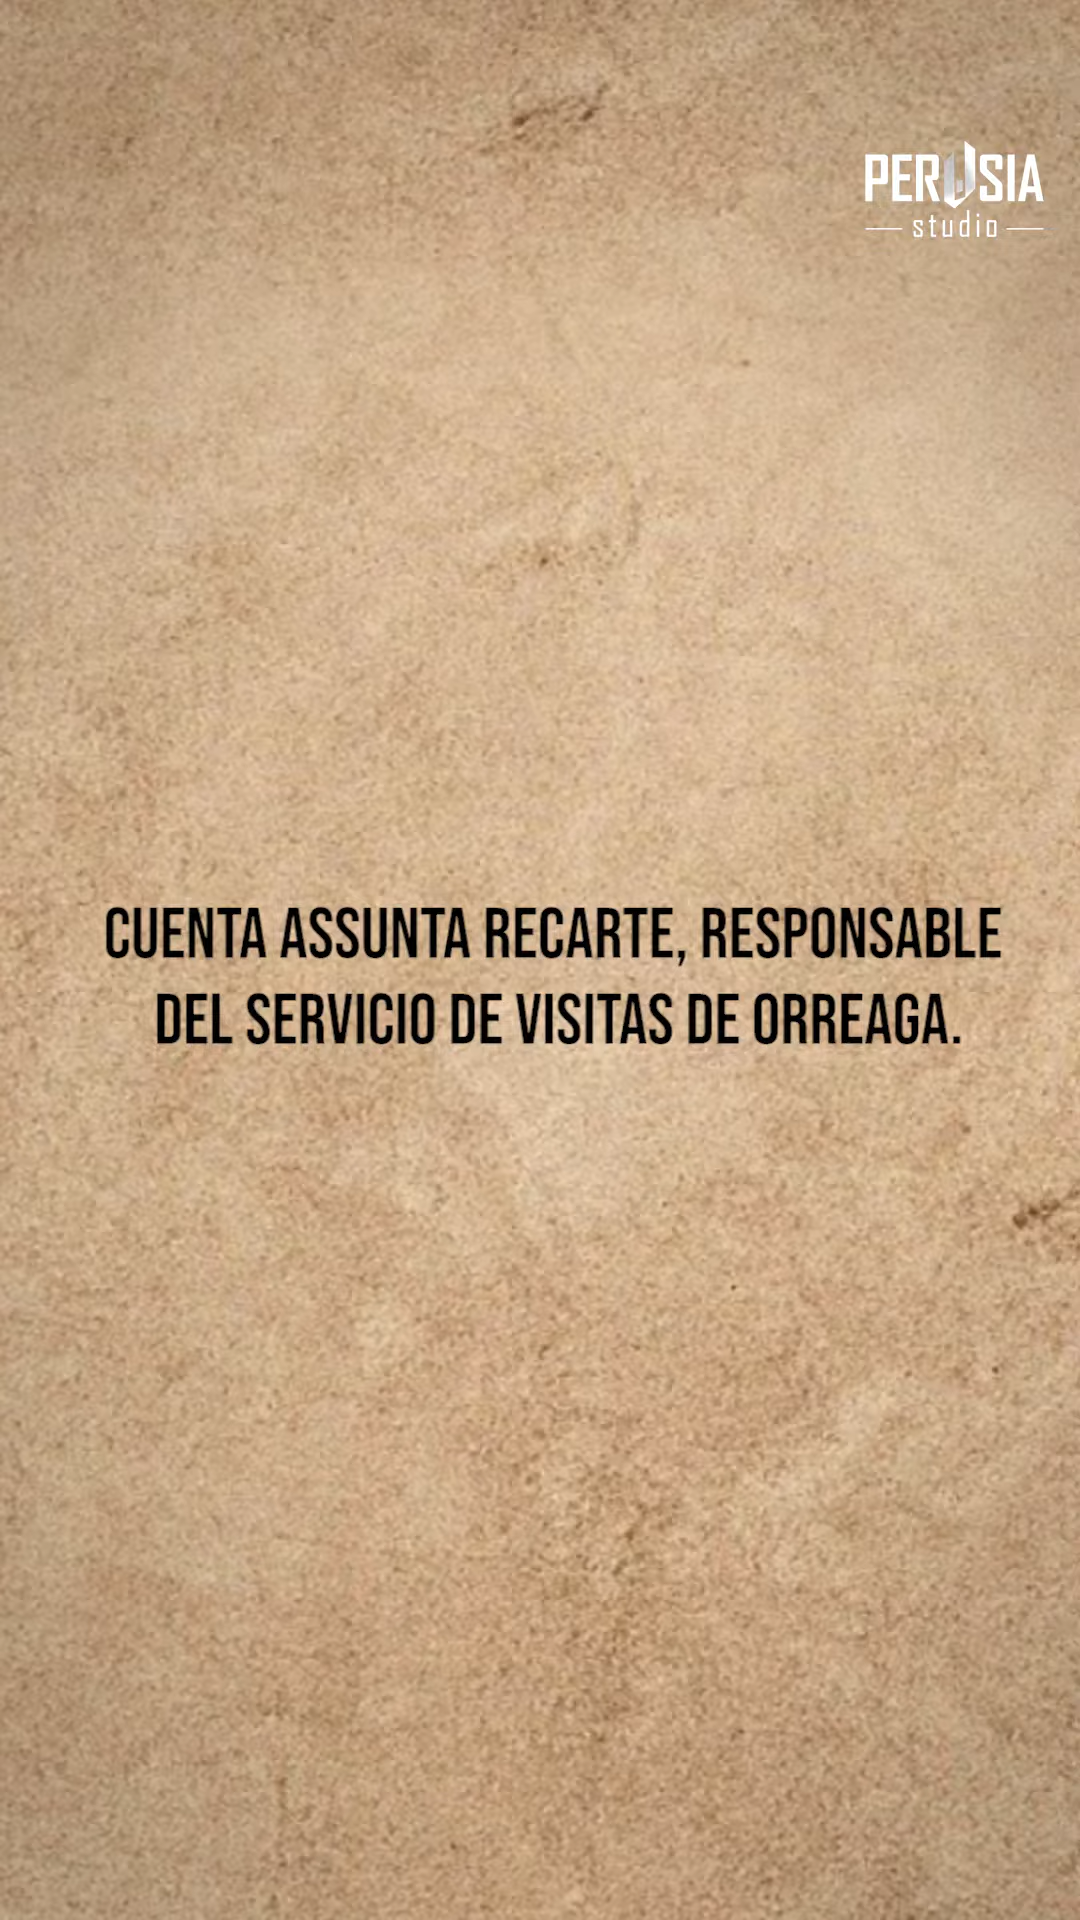 PERUSIA
studio
CUENTA ASSUNTA RECARTE, RESPONSABLE
DEL SERVICIO DE VISITAS DE ORREAGA.